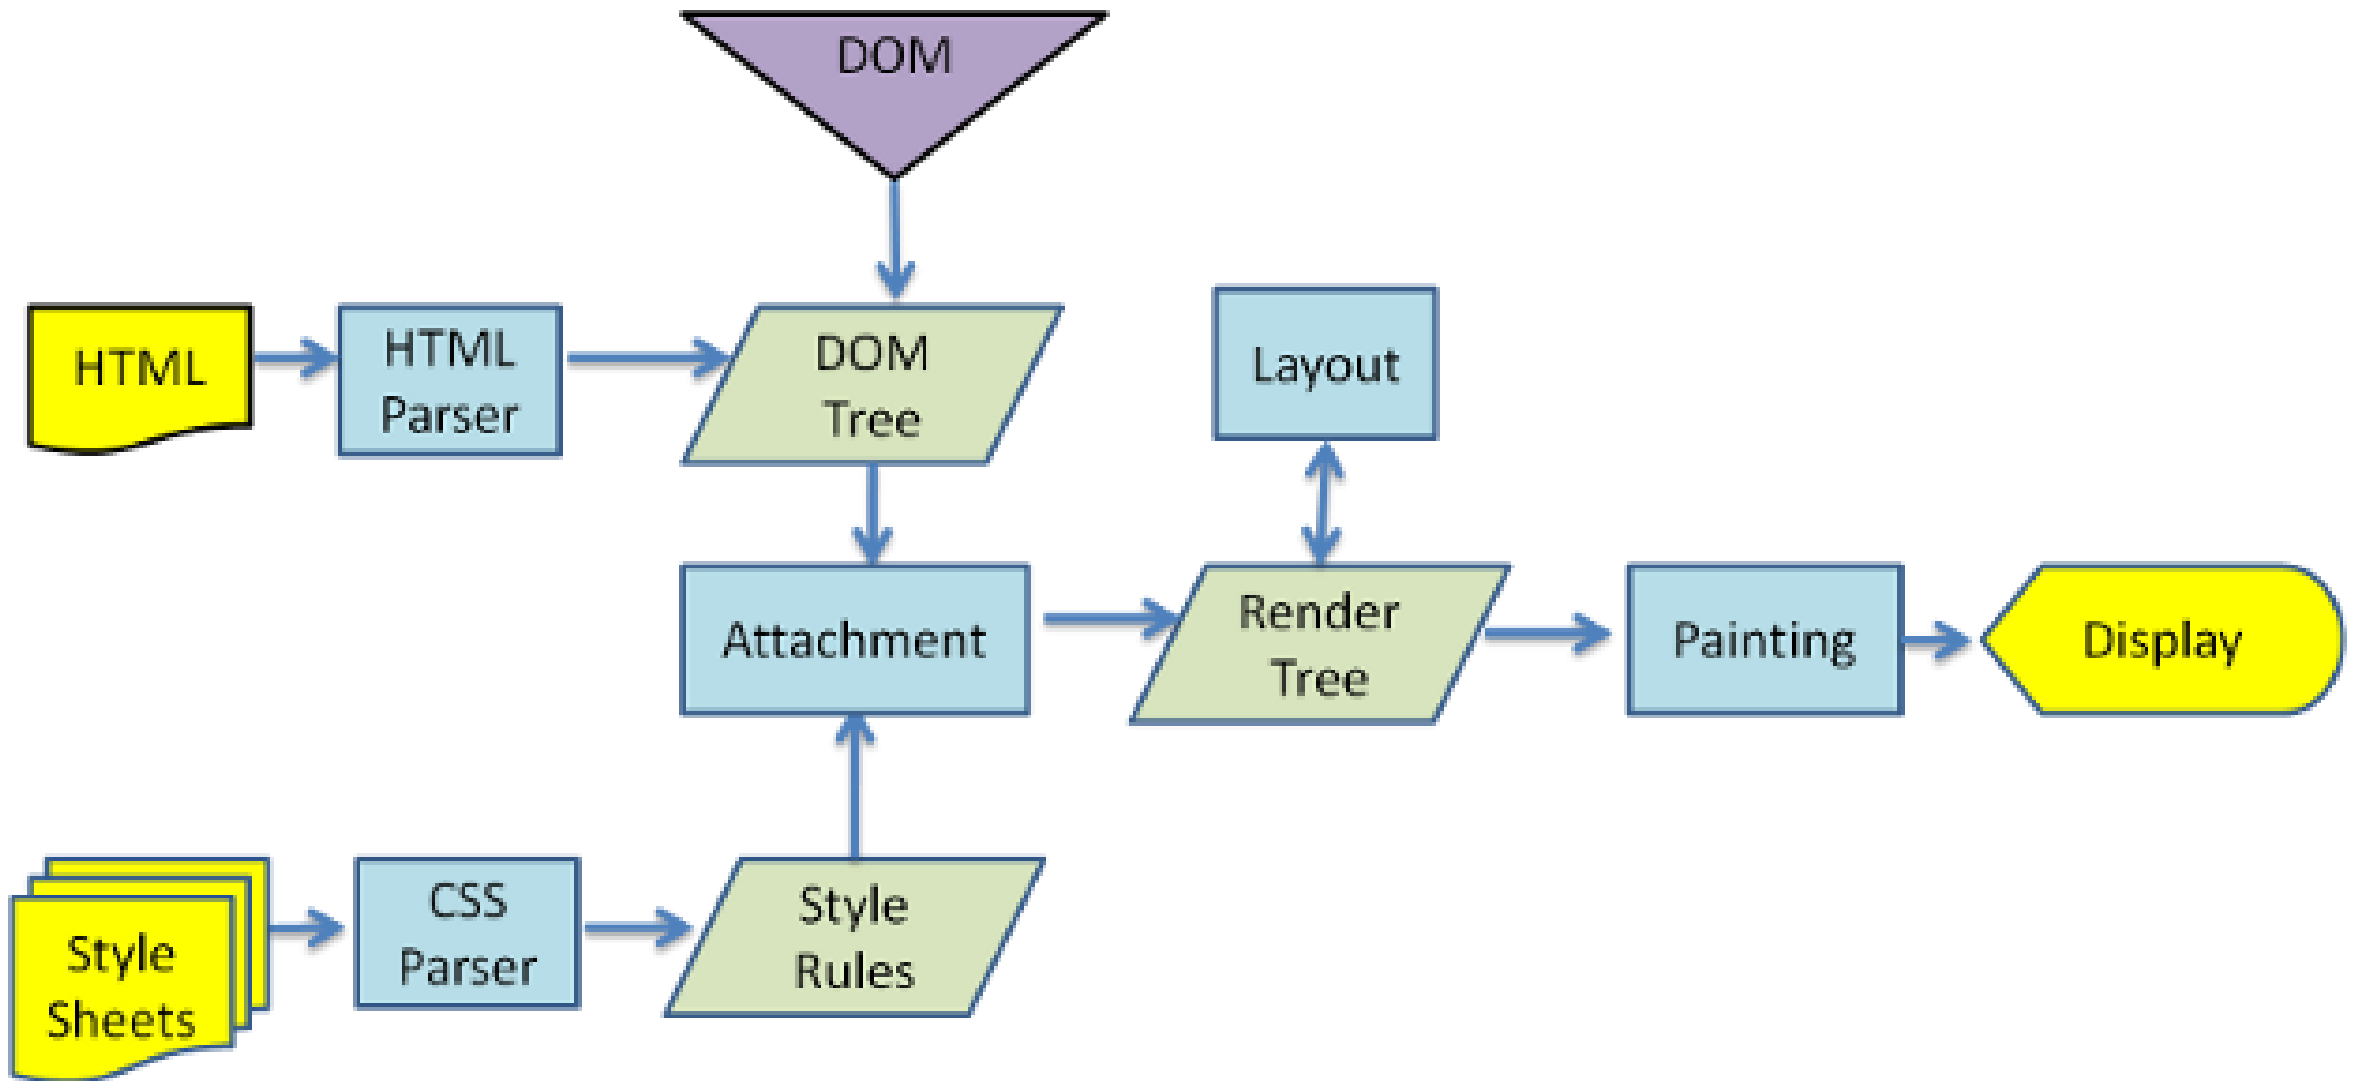 DOM
HTML
HTML
Parser
DOM
Tree
Layout
Attachment
Render
Tree
Painting
Display
Style
Sheets
CSS
Parser
Style
Rules